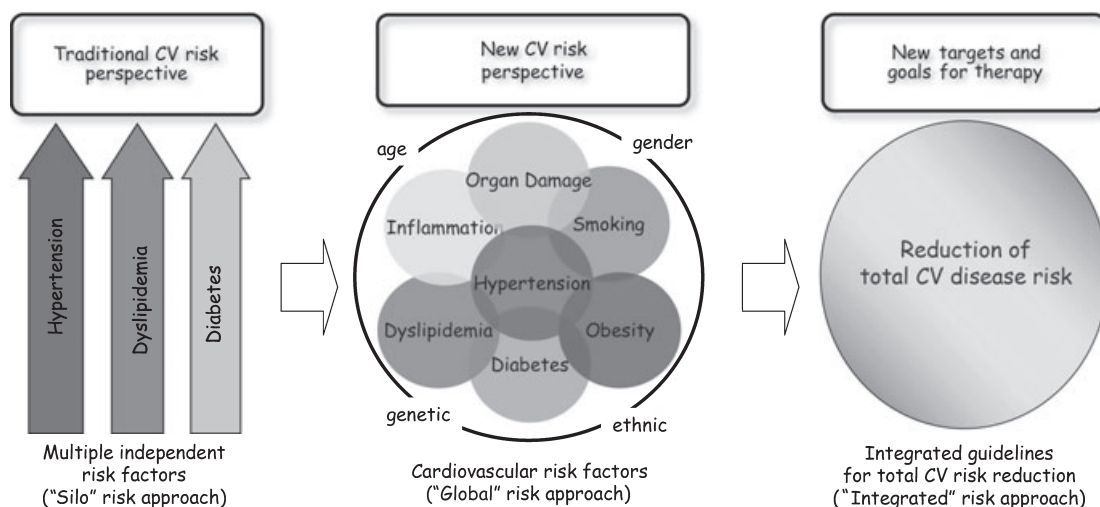 Traditional CV risk
perspective
Hypertension
Dyslipidemia
Diabetes
Multiple independent
risk factors
("Silo" risk approach)
New CV risk
perspective
age
gender
Organ Damage
Inflammation
Smoking
Hypertension
Dyslipidemia
Obesity
Diabetes
genetic
ethnic
Cardiovascular risk factors
("Global" risk approach)
New targets and
goals for therapy
Reduction of
total CV disease risk
Integrated guidelines
for total CV risk reduction
("Integrated" risk approach)